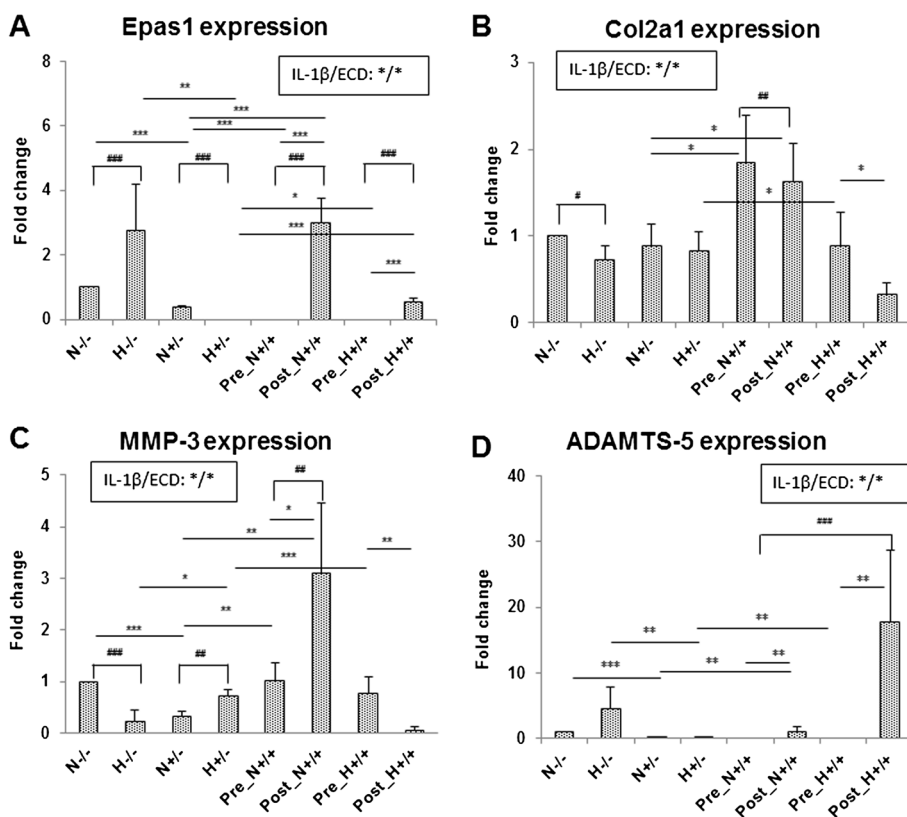 A
Epas1 expression
IL-1β/ECD: */*
Fold change
8
6
4
2
0
**
***
***
***
***
###
###
###
###
*
***
***
N-/-
H-/-
N+/-
H+/-
Pre_N+/+
Post_N+/+
Pre_H+/+
Post_H+/+
B
Col2a1 expression
IL-1β/ECD: */*
Fold change
3
2
1
0
##
*
*
*
*
#
N-/-
H-/-
N+/-
H+/-
Pre_N+/+
Post_N+/+
Pre_H+/+
Post_H+/+
C
MMP-3 expression
IL-1β/ECD: */*
Fold change
5
4
3
2
1
0
##
*
**
**
***
*
**
***
###
##
N-/-
H-/-
N+/-
H+/-
Pre_N+/+
Post_N+/+
Pre_H+/+
Post_H+/+
D
ADAMTS-5 expression
IL-1β/ECD: */*
Fold change
40
30
20
10
0
###
**
**
**
**
**
***
N-/-
H-/-
N+/-
H+/-
Pre_N+/+
Post_N+/+
Pre_H+/+
Post_H+/+